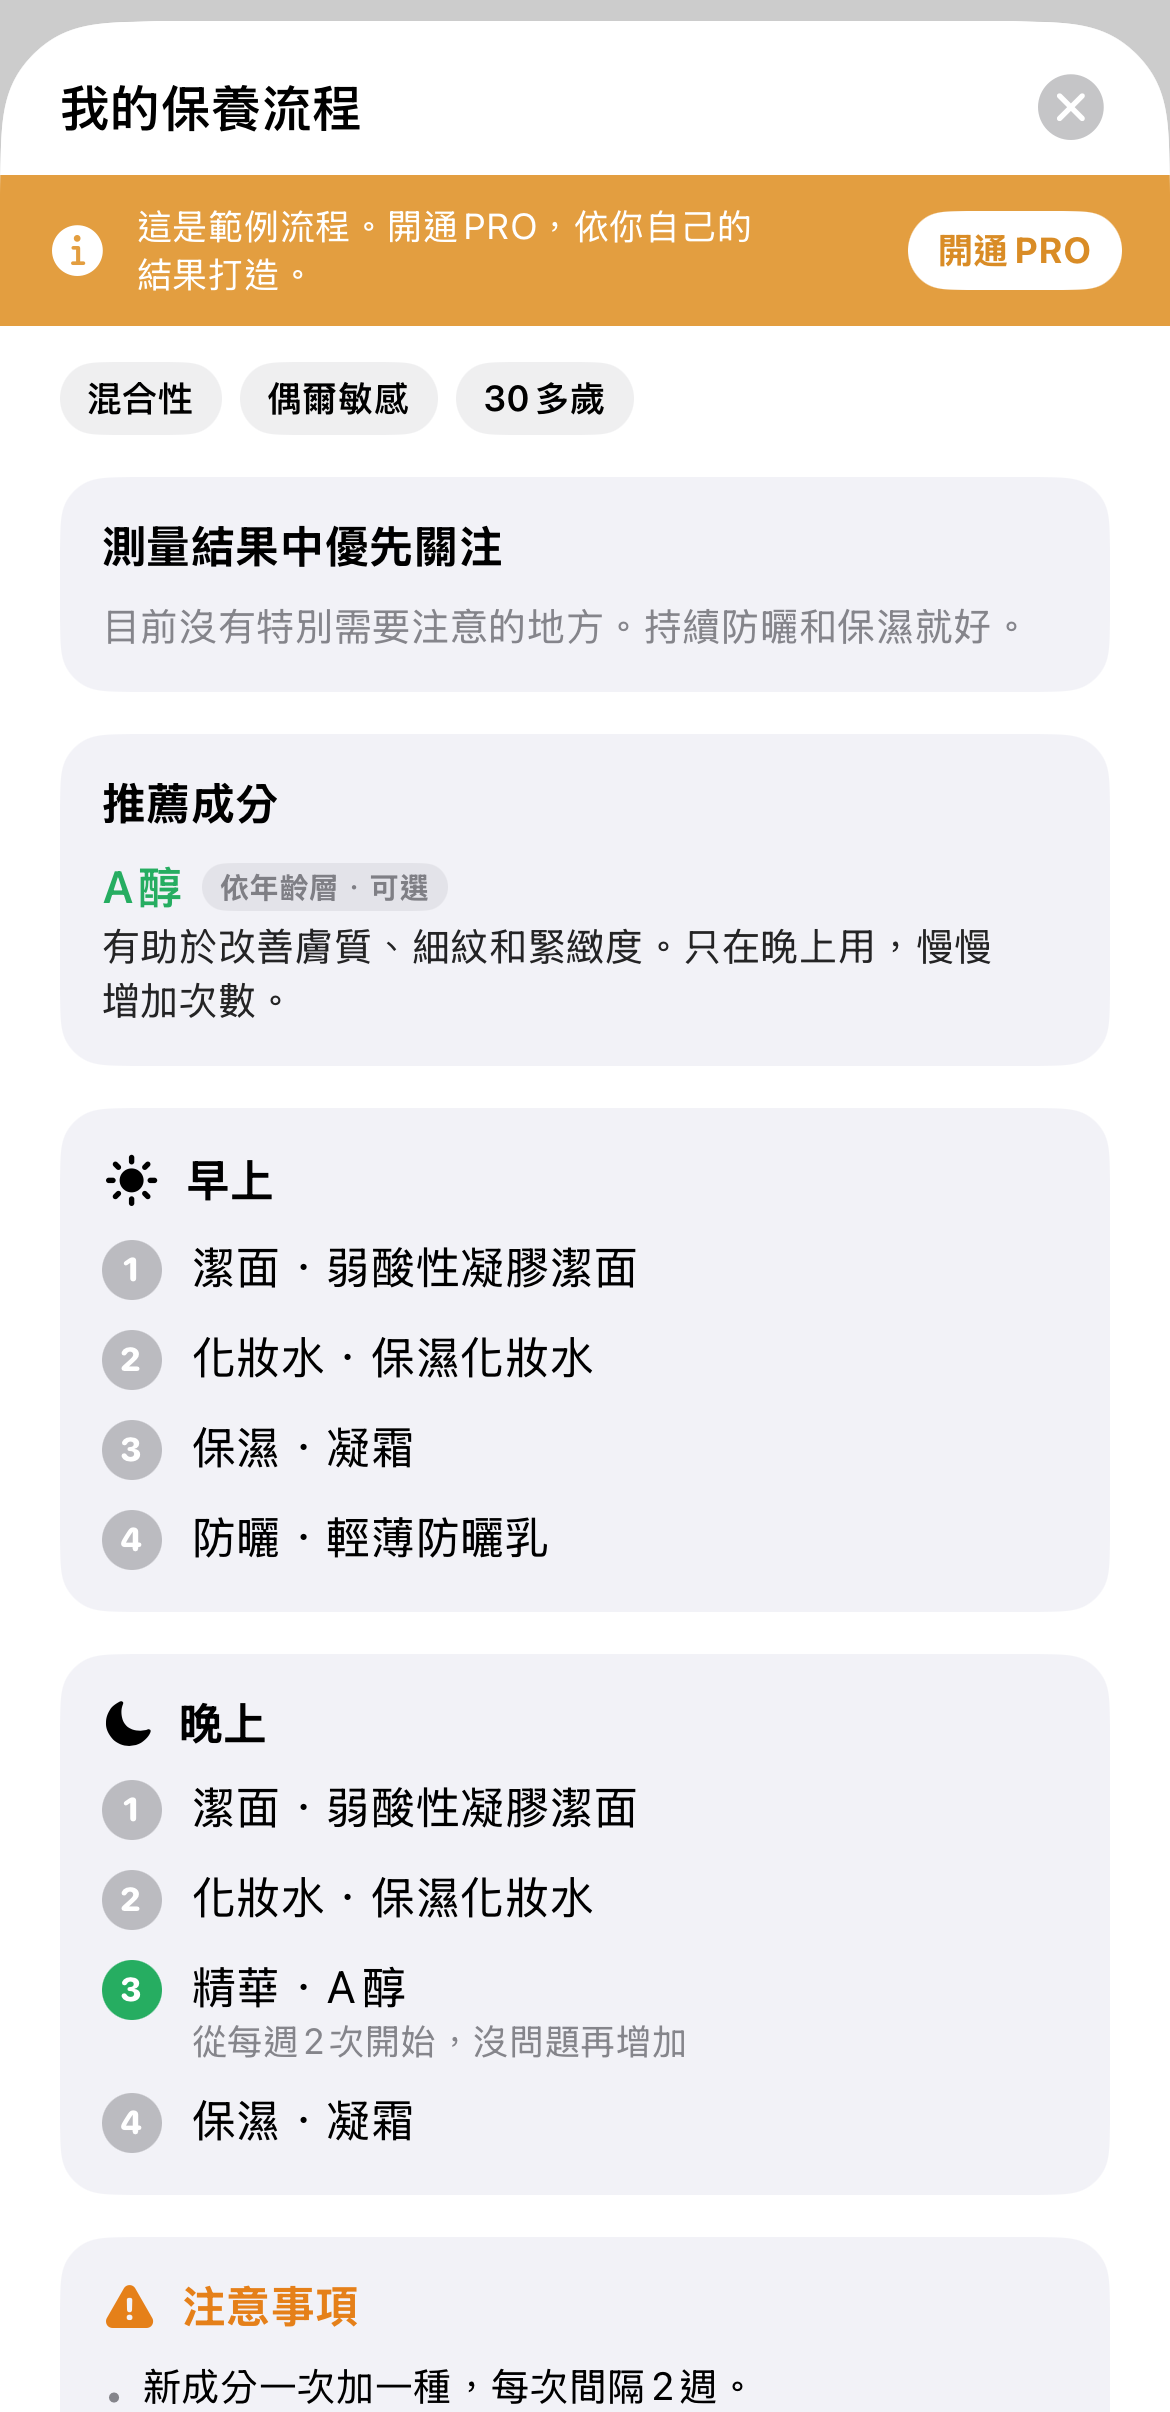 我的保養流程
這是範例流程。開通 PRO，依你自己的
結果打造。
開通 PRO
混合性
偶爾敏感
30 多歲
測量結果中優先關注
目前沒有特別需要注意的地方。持續防曬和保濕就好。
推薦成分
A 醇
依年齡層 · 可選
有助於改善膚質、細紋和緊緻度。只在晚上用，慢慢
增加次數。
早上
1 潔面 · 弱酸性凝膠潔面
2 化妝水 · 保濕化妝水
3 保濕 · 凝霜
4 防曬 · 輕薄防曬乳
晚上
1 潔面 · 弱酸性凝膠潔面
2 化妝水 · 保濕化妝水
3 精華 · A 醇
從每週 2 次開始，沒問題再增加
4 保濕 · 凝霜
注意事項
• 新成分一次加一種，每次間隔 2 週。